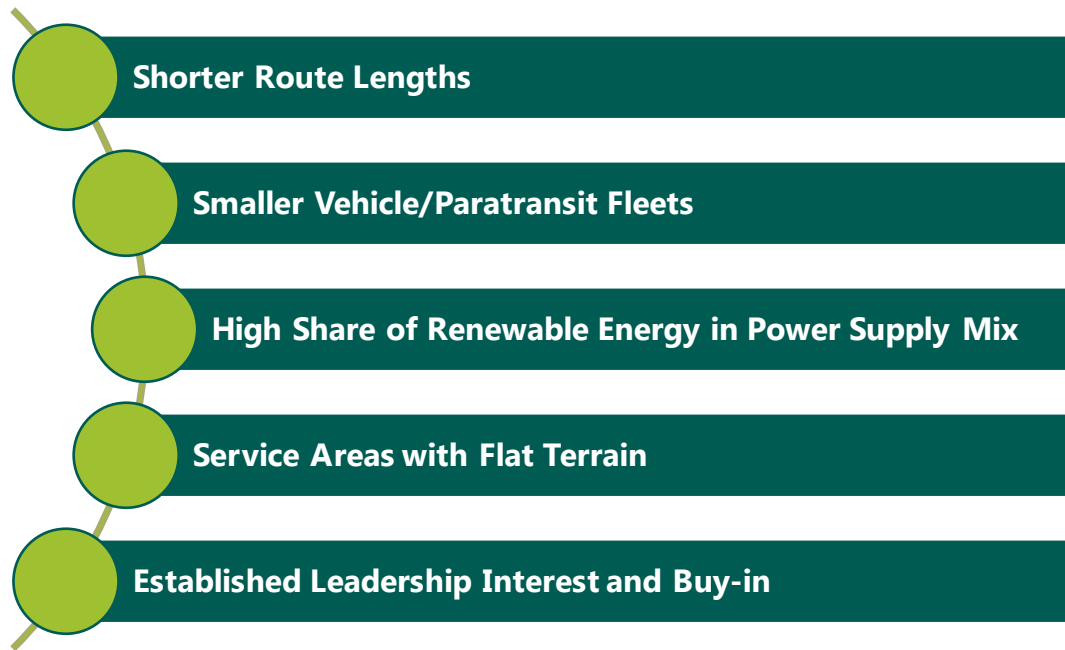 Shorter Route Lengths
Smaller Vehicle/Paratransit Fleets
High Share of Renewable Energy in Power Supply Mix
Service Areas with Flat Terrain
Established Leadership Interest and Buy-in